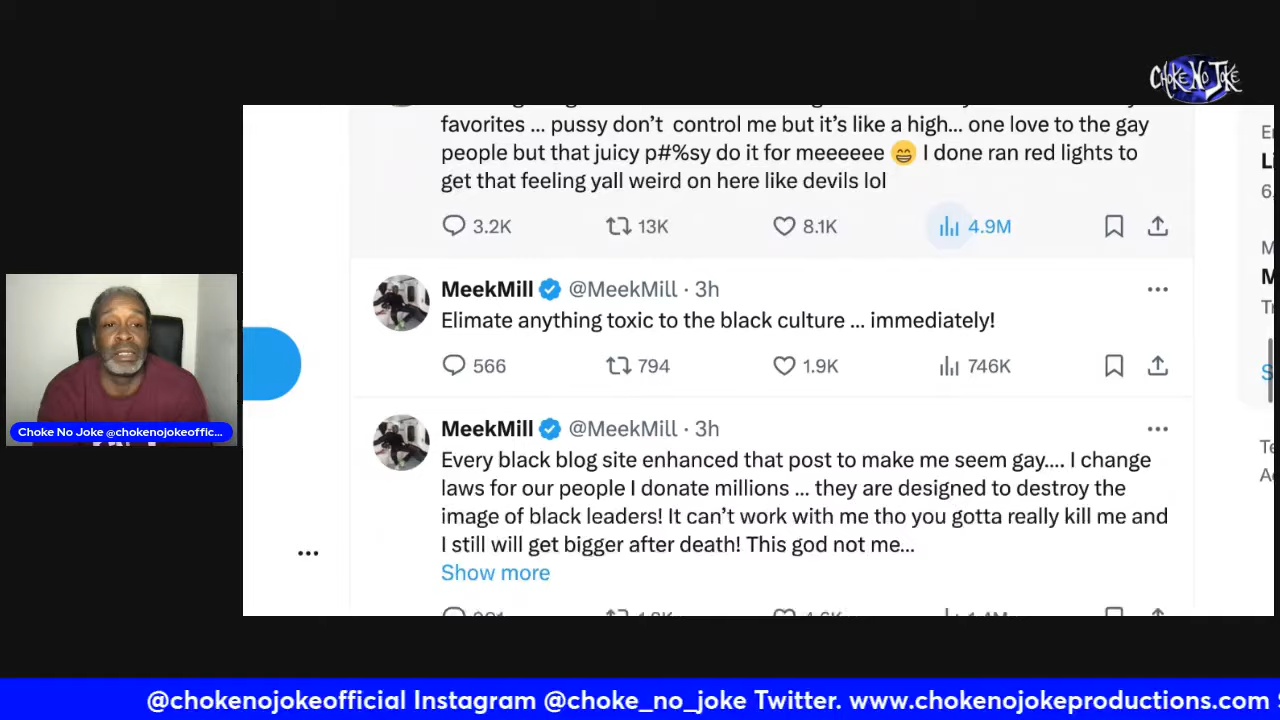 CHOKE NO JOKE
favorites ... pussy don’t control me but it’s like a high... one love to the gay
people but that juicy p#%sy do it for meeeeee 😁 I done ran red lights to
get that feeling yall weird on here like devils lol
3.2K 13K 8.1K 4.9M
MeekMill @MeekMill · 3h
Elimate anything toxic to the black culture ... immediately!
566 794 1.9K 746K
MeekMill @MeekMill · 3h
Every black blog site enhanced that post to make me seem gay.... I change
laws for our people I donate millions ... they are designed to destroy the
image of black leaders! It can’t work with me tho you gotta really kill me and
I still will get bigger after death! This god not me...
Show more
Choke No Joke @chokenojokeoffic...
@chokenojokeofficial Instagram @choke_no_joke Twitter. www.chokenojokeproductions.com